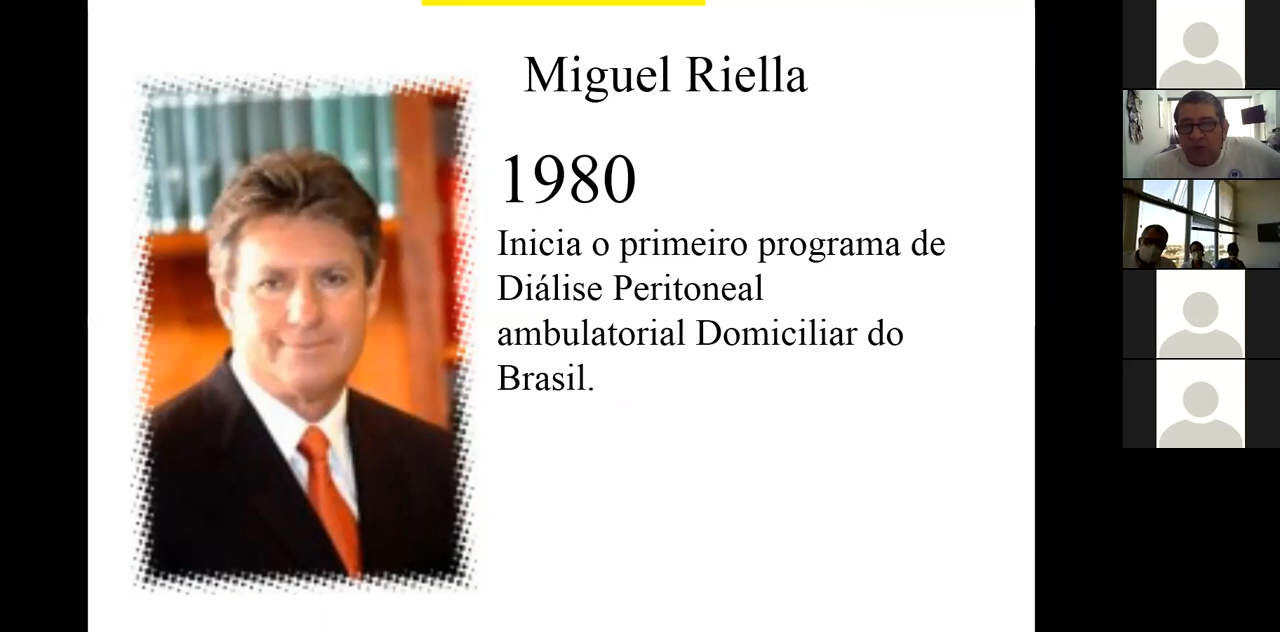 Miguel Riella
1980
Inicia o primeiro programa de
Diálise Peritoneal
ambulatorial Domiciliar do
Brasil.